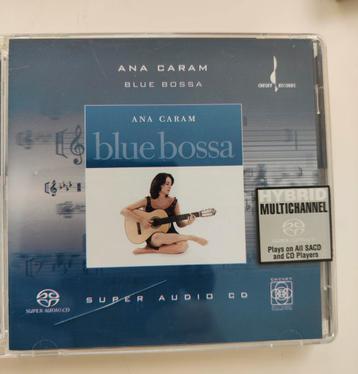 ANA CARAM
BLUE BOSSA
CHESKY RECORDS
ANA CARAM
blue bossa
HYBRID
MULTICHANNEL
Plays on All SACD
and CD Players
SUPER AUDIO CD
SUPER AUDIO CD